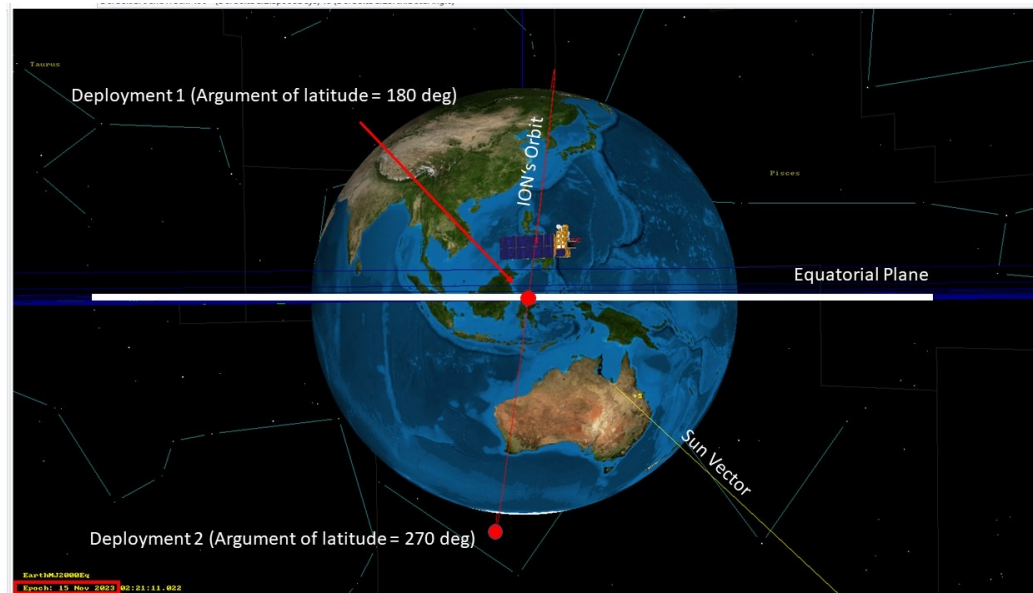 Taurus
Deployment 1 (Argument of latitude = 180 deg)
ION's Orbit
Pisces
Equatorial Plane
+S
Sun Vector
Deployment 2 (Argument of latitude = 270 deg)
EarthMJ2000Eq
Epoch: 15 Nov 2023 02:21:11.022